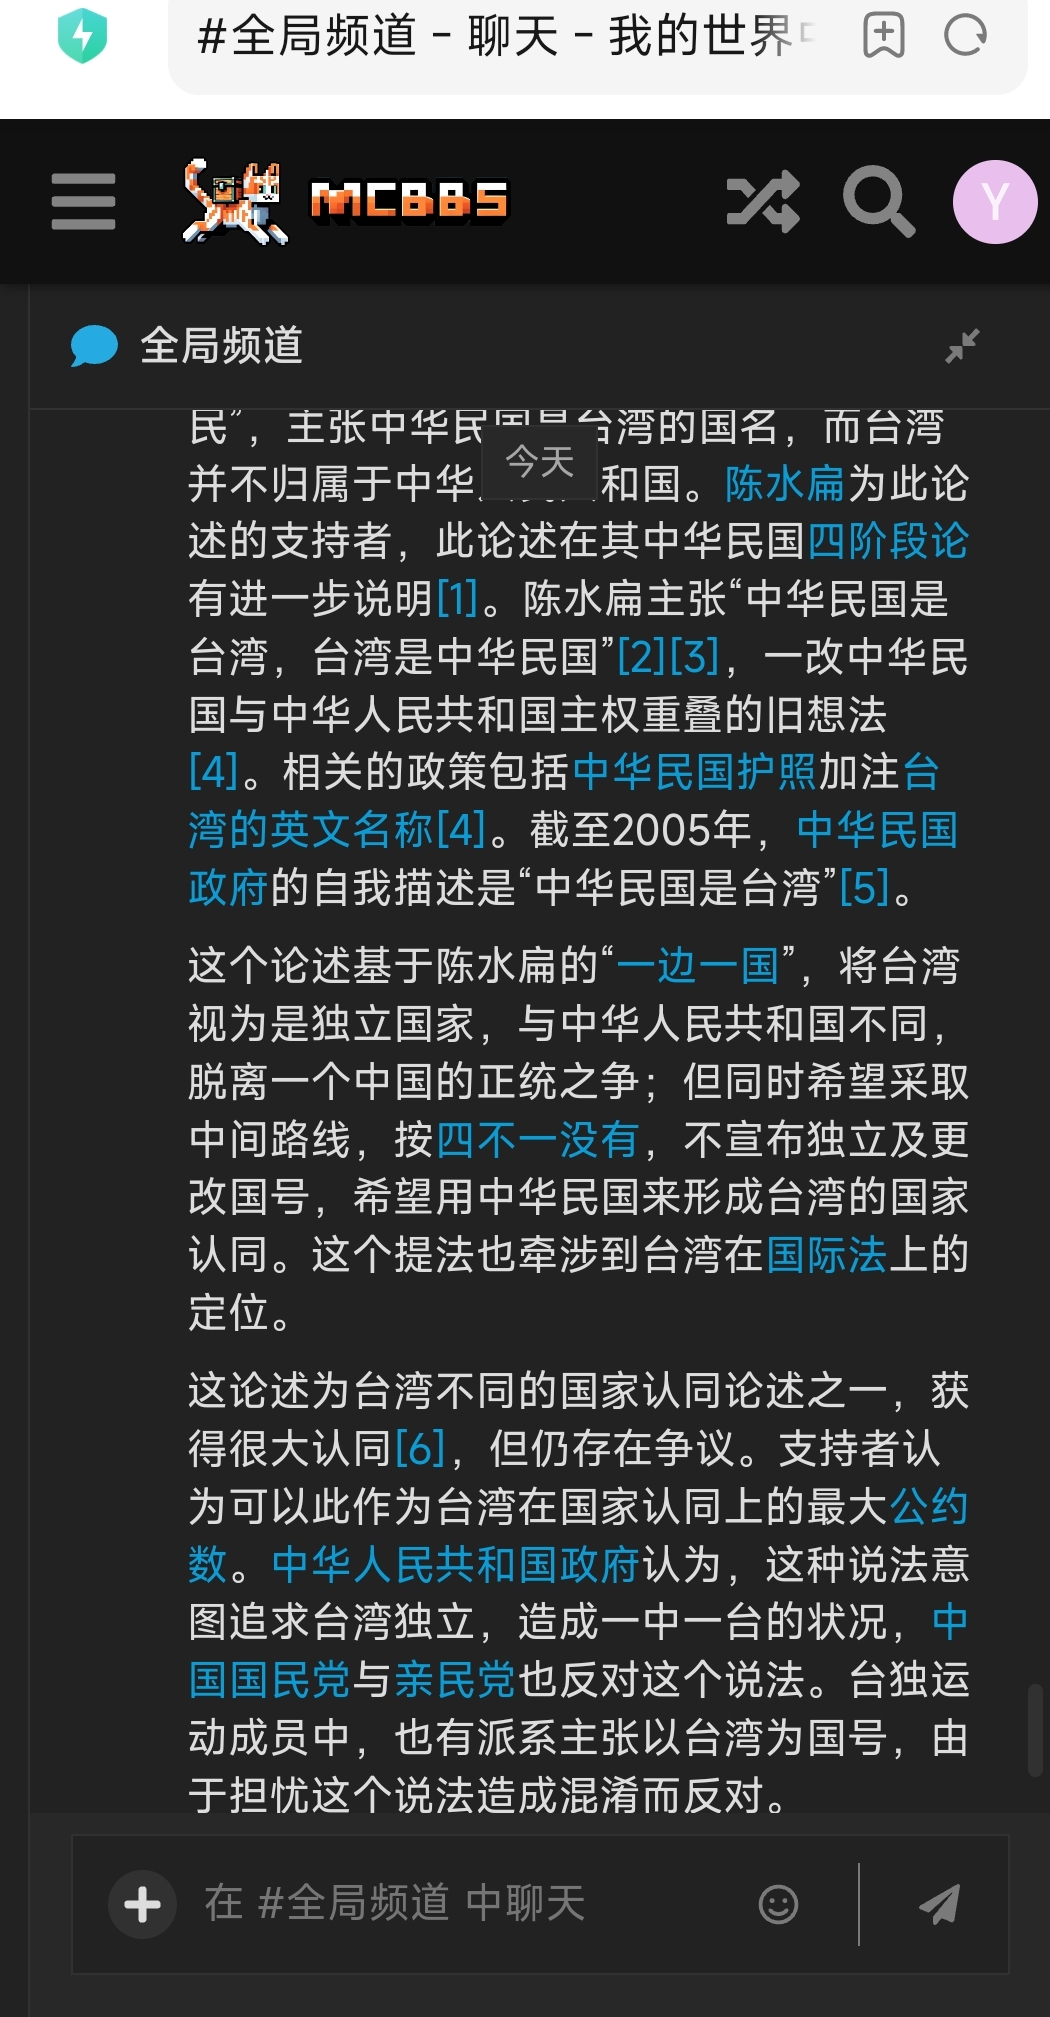 #全局频道 - 聊天 - 我的世界
MCBBS
Y
全局频道
今天
民”，主张中华民国是台湾的国名，而台湾
并不归属于中华和国。陈水扁为此论
述的支持者，此论述在其中华民国四阶段论
有进一步说明[1]。陈水扁主张“中华民国是
台湾，台湾是中华民国”[2][3]，一改中华民
国与中华人民共和国主权重叠的旧想法
[4]。相关的政策包括中华民国护照加注台
湾的英文名称[4]。截至2005年，中华民国
政府的自我描述是“中华民国是台湾”[5]。
这个论述基于陈水扁的“一边一国”，将台湾
视为是独立国家，与中华人民共和国不同，
脱离一个中国的正统之争；但同时希望采取
中间路线，按四不一没有，不宣布独立及更
改国号，希望用中华民国来形成台湾的国家
认同。这个提法也牵涉到台湾在国际法上的
定位。
这论述为台湾不同的国家认同论述之一，获
得很大认同[6]，但仍存在争议。支持者认
为可以此作为台湾在国家认同上的最大公约
数。中华人民共和国政府认为，这种说法意
图追求台湾独立，造成一中一台的状况，中
国国民党与亲民党也反对这个说法。台独运
动成员中，也有派系主张以台湾为国号，由
于担忧这个说法造成混淆而反对。
在 #全局频道 中聊天